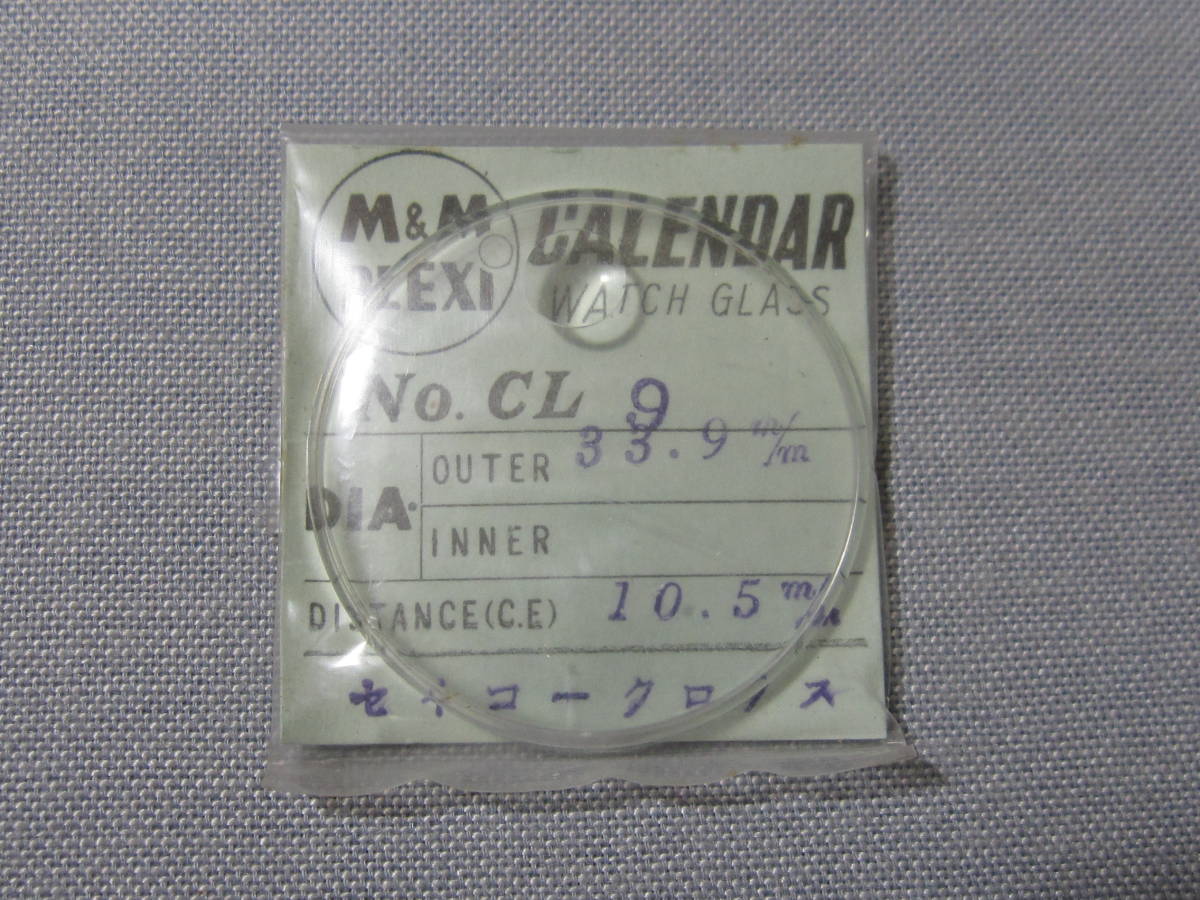 M&M
PLEXI
CALENDAR
WATCH GLASS
No. CL 9
DIA.
OUTER 33.9 m/m
INNER
DISTANCE(C.E) 10.5 m/m
セイコークロノス